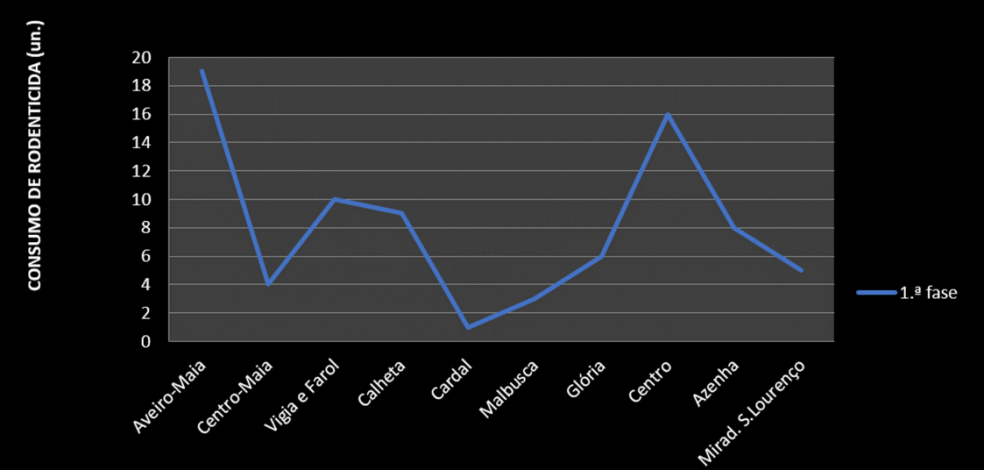 CONSUMO DE RODENTICIDA (un.)
20
18
16
14
12
10
8
6
4
2
0
Aveiro-Maia
Centro-Maia
Vigia e Farol
Calheta
Cardal
Malbusca
Glória
Centro
Azenha
Mirad. S.Lourenço
1.ª fase